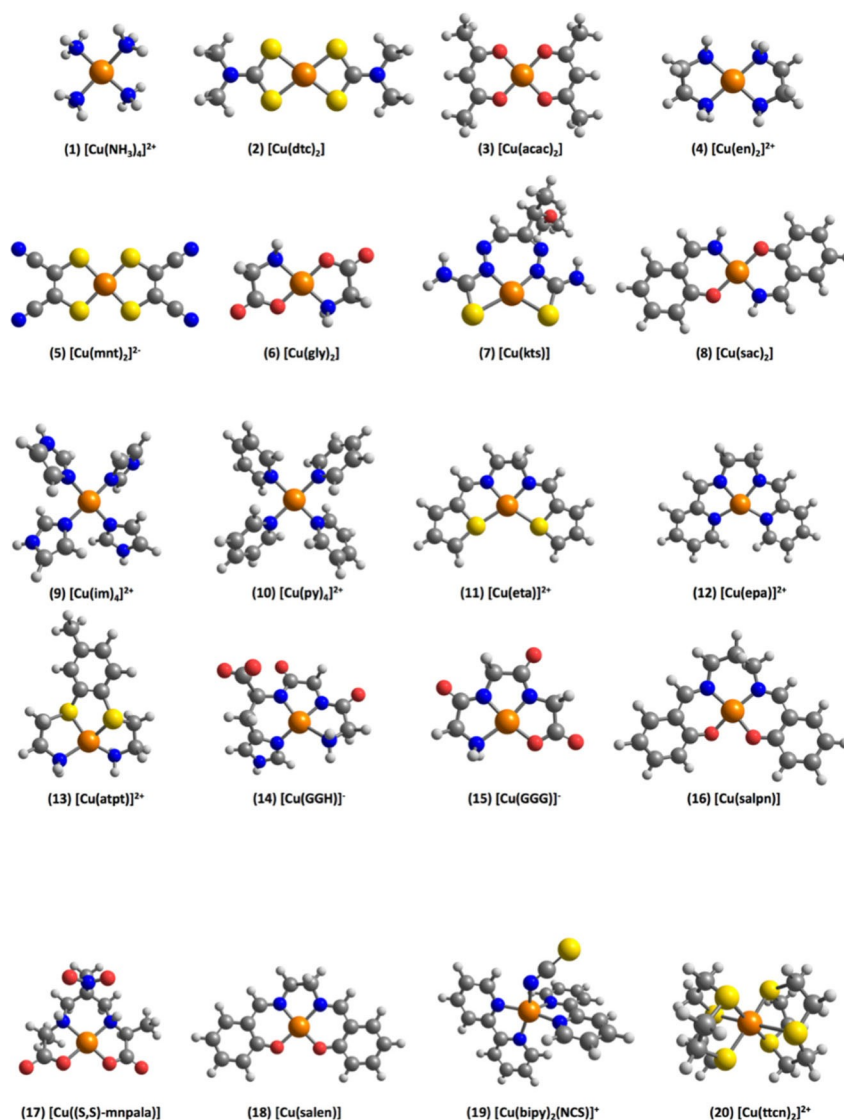 (1) [Cu(NH₃)₄]²⁺
(2) [Cu(dtc)₂]
(3) [Cu(acac)₂]
(4) [Cu(en)₂]²⁺
(5) [Cu(mnt)₂]²⁻
(6) [Cu(gly)₂]
(7) [Cu(kts)]
(8) [Cu(sac)₂]
(9) [Cu(im)₄]²⁺
(10) [Cu(py)₄]²⁺
(11) [Cu(eta)]²⁺
(12) [Cu(epa)]²⁺
(13) [Cu(atpt)]²⁺
(14) [Cu(GGH)]⁻
(15) [Cu(GGG)]⁻
(16) [Cu(salpn)]
(17) [Cu((S,S)-mnpala)]
(18) [Cu(salen)]
(19) [Cu(bipy)₂(NCS)]⁺
(20) [Cu(ttcn)₂]²⁺